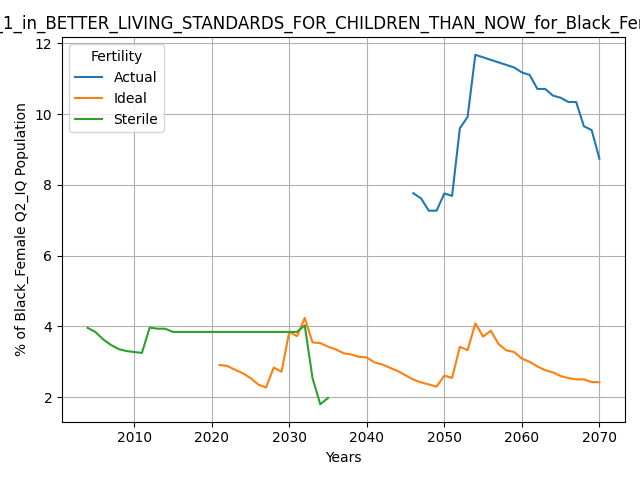 _1_in_BETTER_LIVING_STANDARDS_FOR_CHILDREN_THAN_NOW_for_Black_Fe
Fertility
Actual
Ideal
Sterile
12
10
8
6
4
2
% of Black_Female Q2_IQ Population
2010 2020 2030 2040 2050 2060 2070
Years